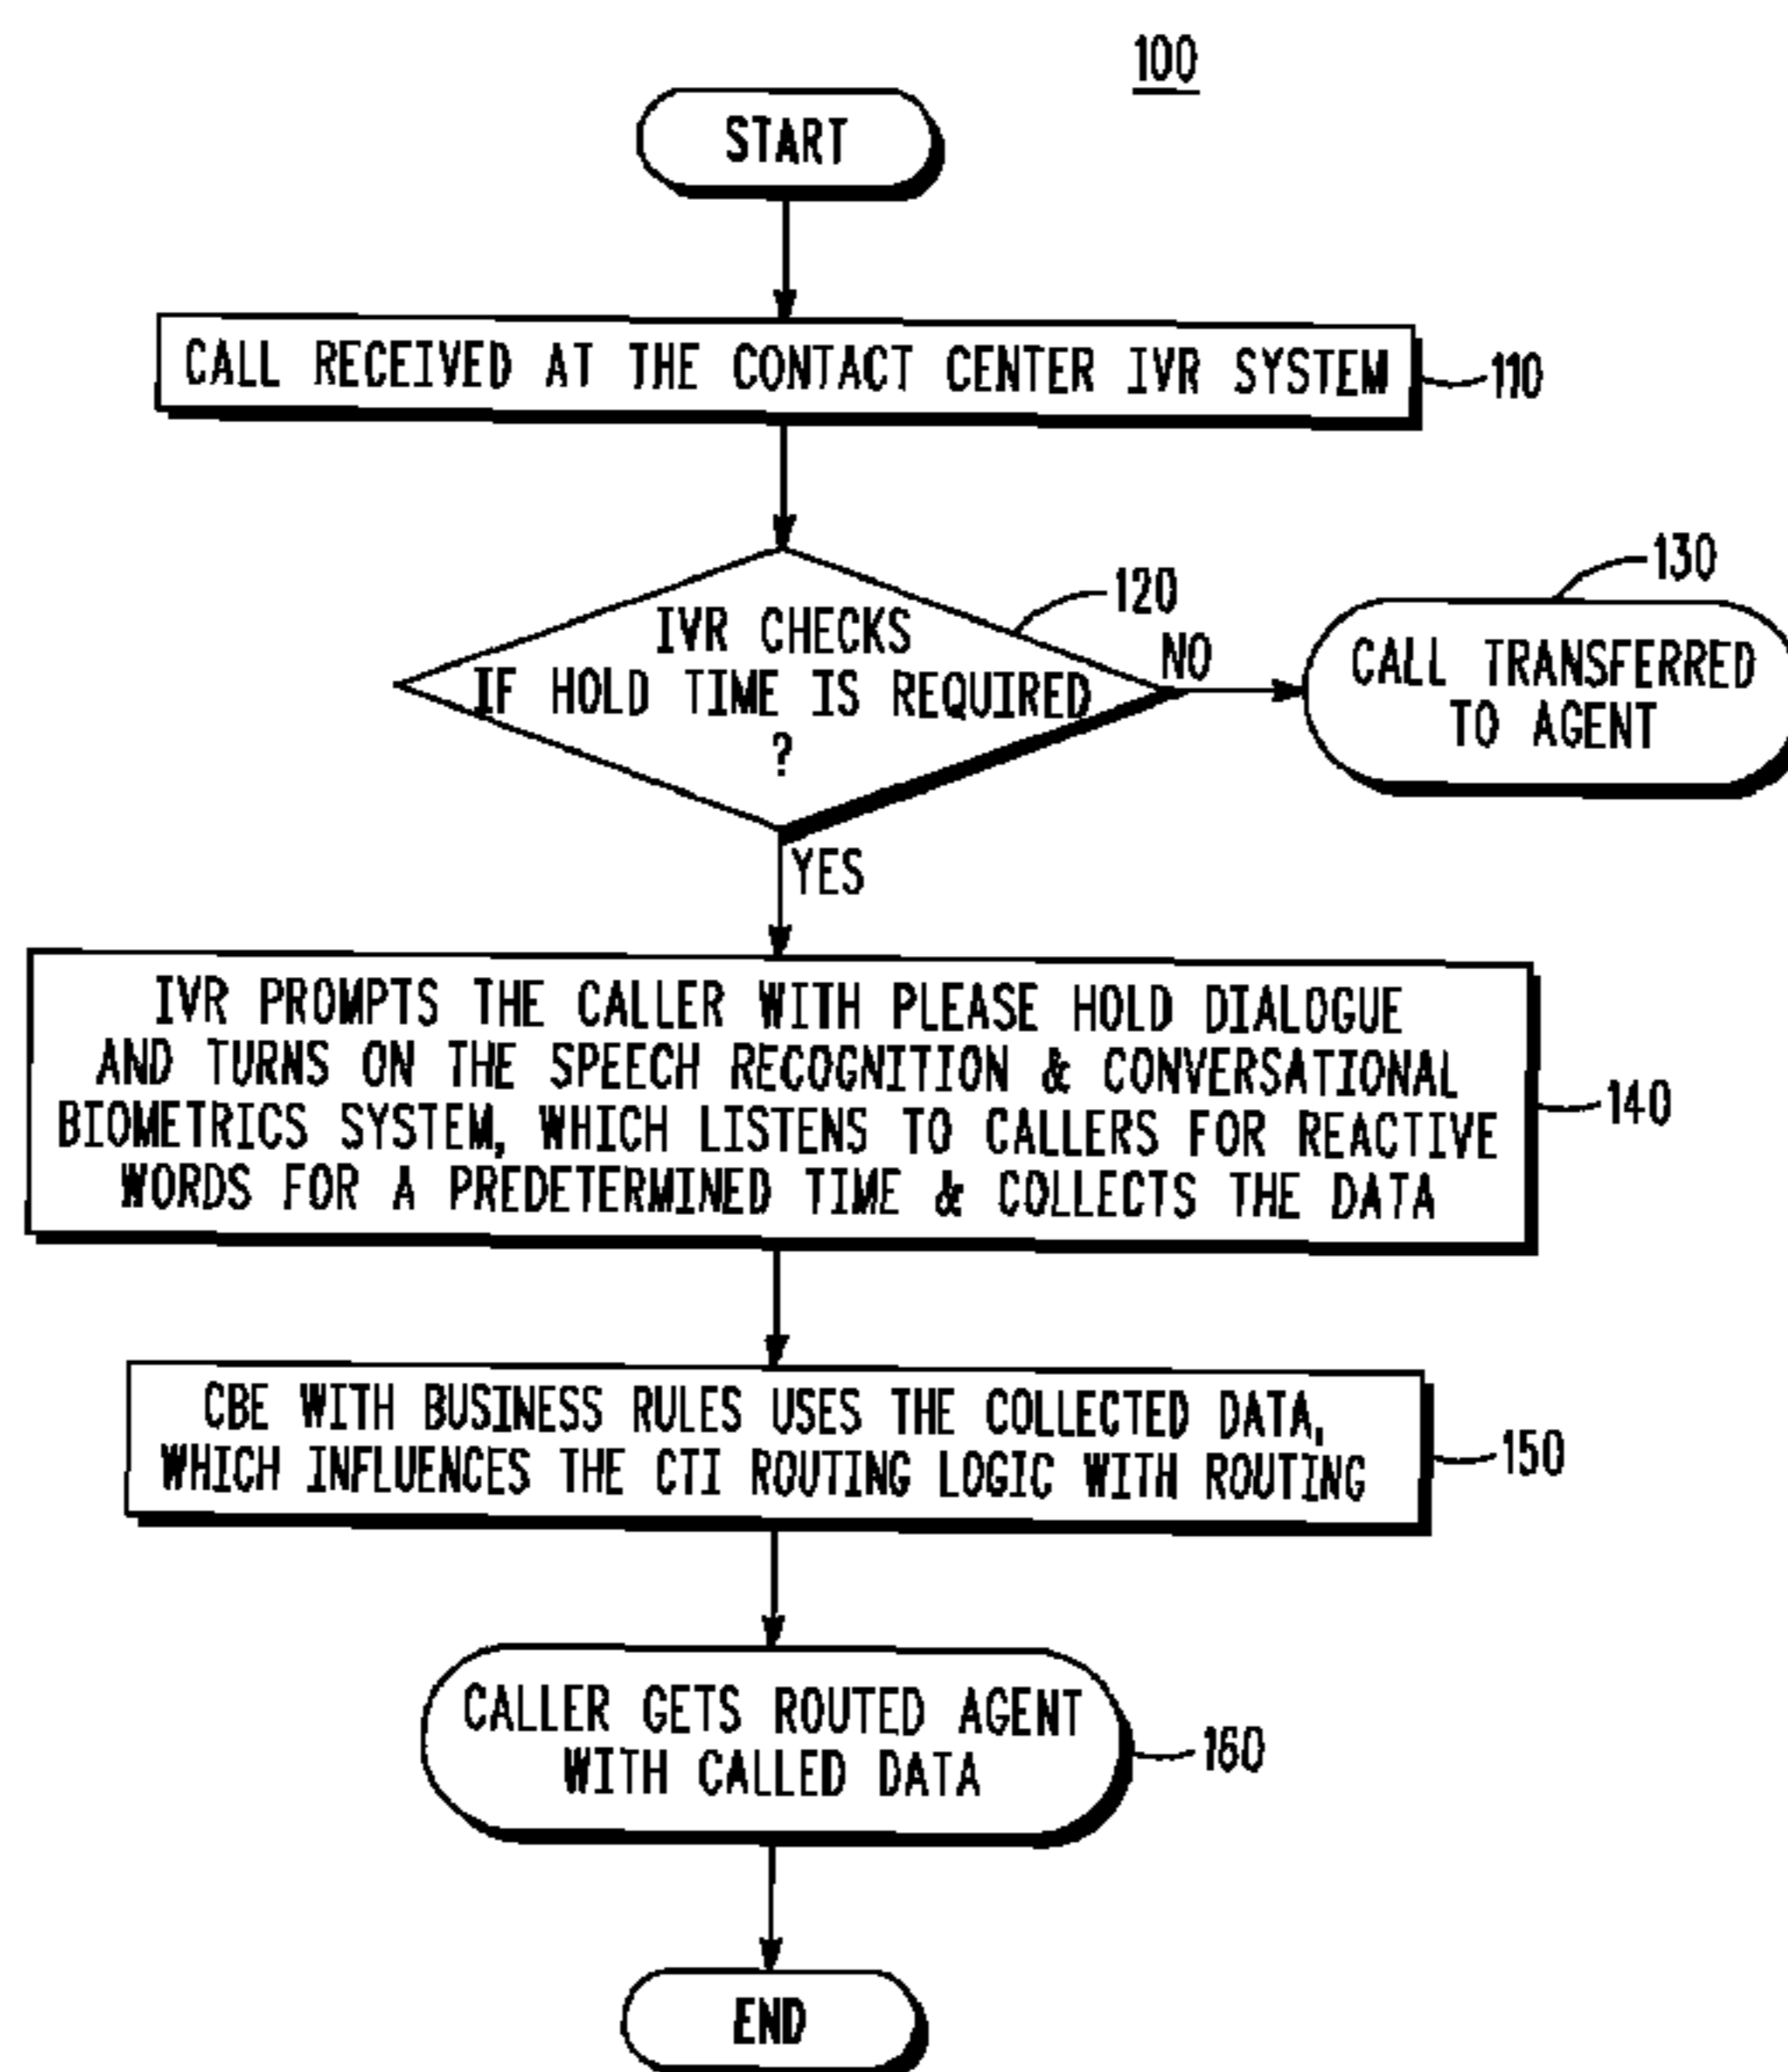 100
START
CALL RECEIVED AT THE CONTACT CENTER IVR SYSTEM
110
120
130
IVR CHECKS
IF HOLD TIME IS REQUIRED
?
NO
CALL TRANSFERRED
TO AGENT
YES
IVR PROMPTS THE CALLER WITH PLEASE HOLD DIALOGUE
AND TURNS ON THE SPEECH RECOGNITION & CONVERSATIONAL
BIOMETRICS SYSTEM, WHICH LISTENS TO CALLERS FOR REACTIVE
WORDS FOR A PREDETERMINED TIME & COLLECTS THE DATA
140
CBE WITH BUSINESS RULES USES THE COLLECTED DATA,
WHICH INFLUENCES THE CTI ROUTING LOGIC WITH ROUTING
150
CALLER GETS ROUTED AGENT
WITH CALLED DATA
160
END